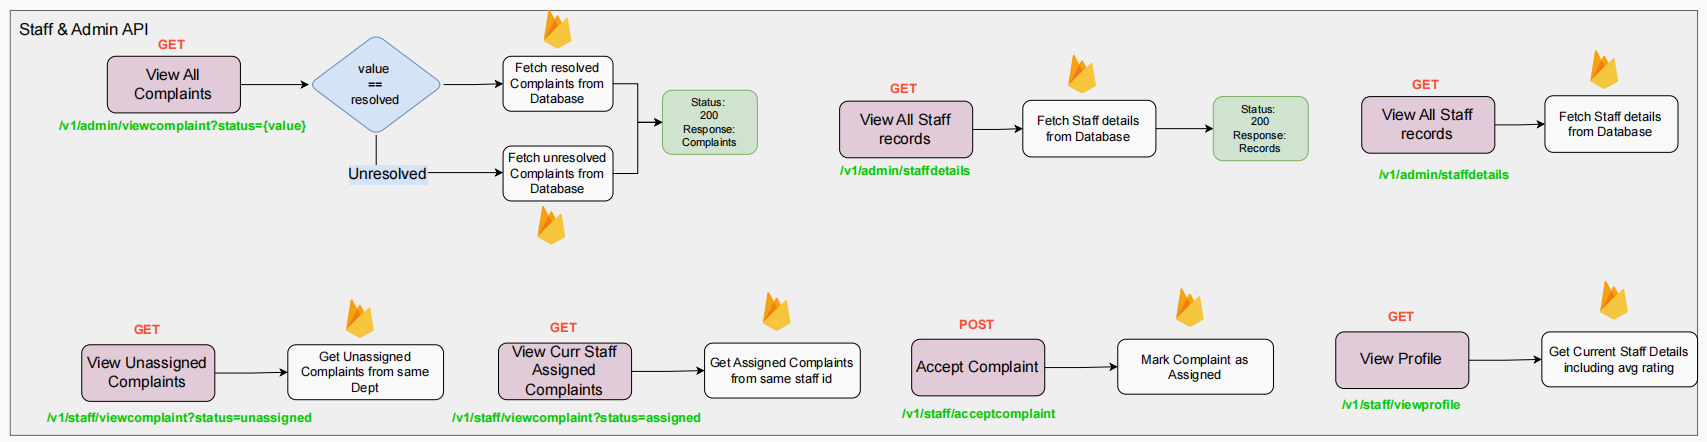 Staff & Admin API
GET
View All
Complaints
/v1/admin/viewcomplaint?status={value}
value
==
resolved
Unresolved
Fetch resolved
Complaints from
Database
Fetch unresolved
Complaints from
Database
Status:
200
Response:
Complaints
GET
View All Staff
records
/v1/admin/staffdetails
Fetch Staff details
from Database
Status:
200
Response:
Records
GET
View All Staff
records
/v1/admin/staffdetails
Fetch Staff details
from Database
GET
View Unassigned
Complaints
/v1/staff/viewcomplaint?status=unassigned
Get Unassigned
Complaints from same
Dept
GET
View Curr Staff
Assigned
Complaints
/v1/staff/viewcomplaint?status=assigned
Get Assigned Complaints
from same staff id
POST
Accept Complaint
/v1/staff/acceptcomplaint
Mark Complaint as
Assigned
GET
View Profile
/v1/staff/viewprofile
Get Current Staff Details
including avg rating